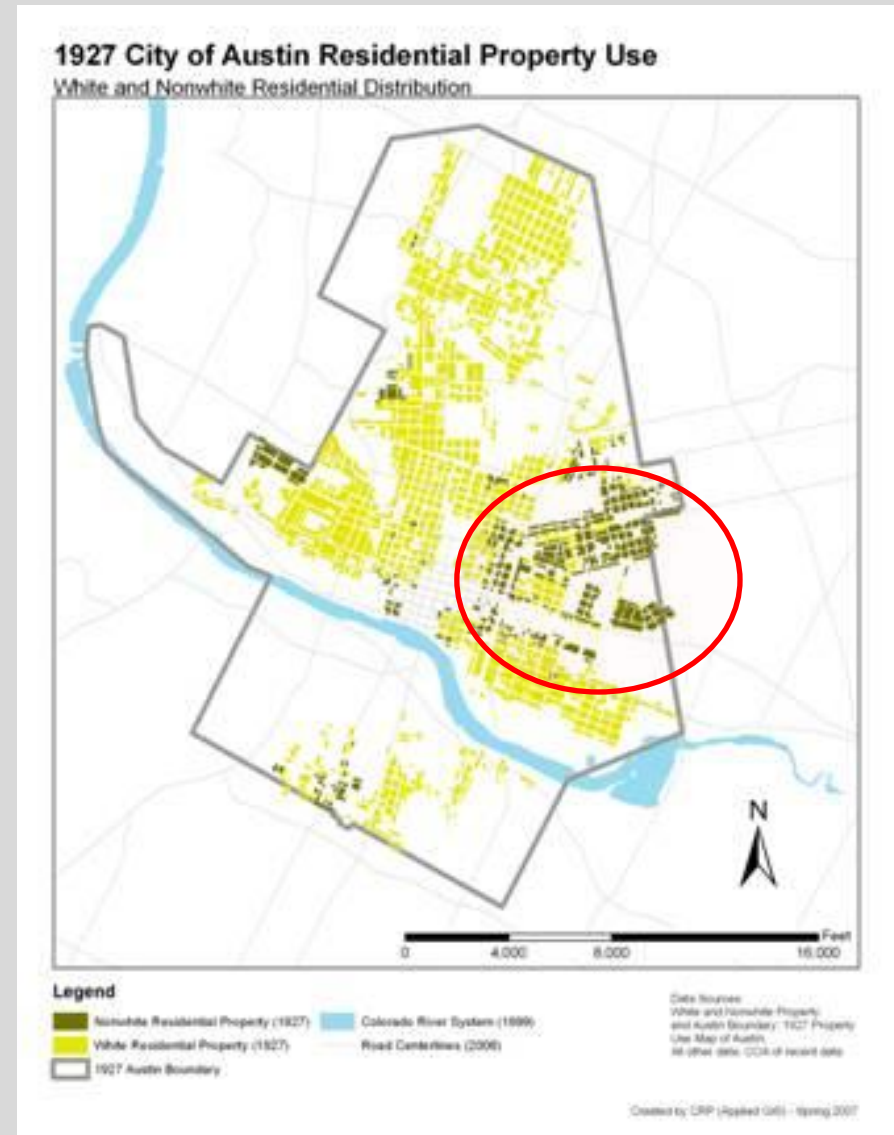 1927 City of Austin Residential Property Use
White and Nonwhite Residential Distribution
N
Feet
0 4,000 8,000 16,000
Legend
Nonwhite Residential Property (1927)
White Residential Property (1927)
1927 Austin Boundary
Colorado River System (1899)
Road Centerlines (2006)
Data Sources:
White and Nonwhite Property
and Austin Boundary: 1927 Property
Use Map of Austin
All other data: COA of recent date
Created by CRP (Applied GIS) - Spring 2007